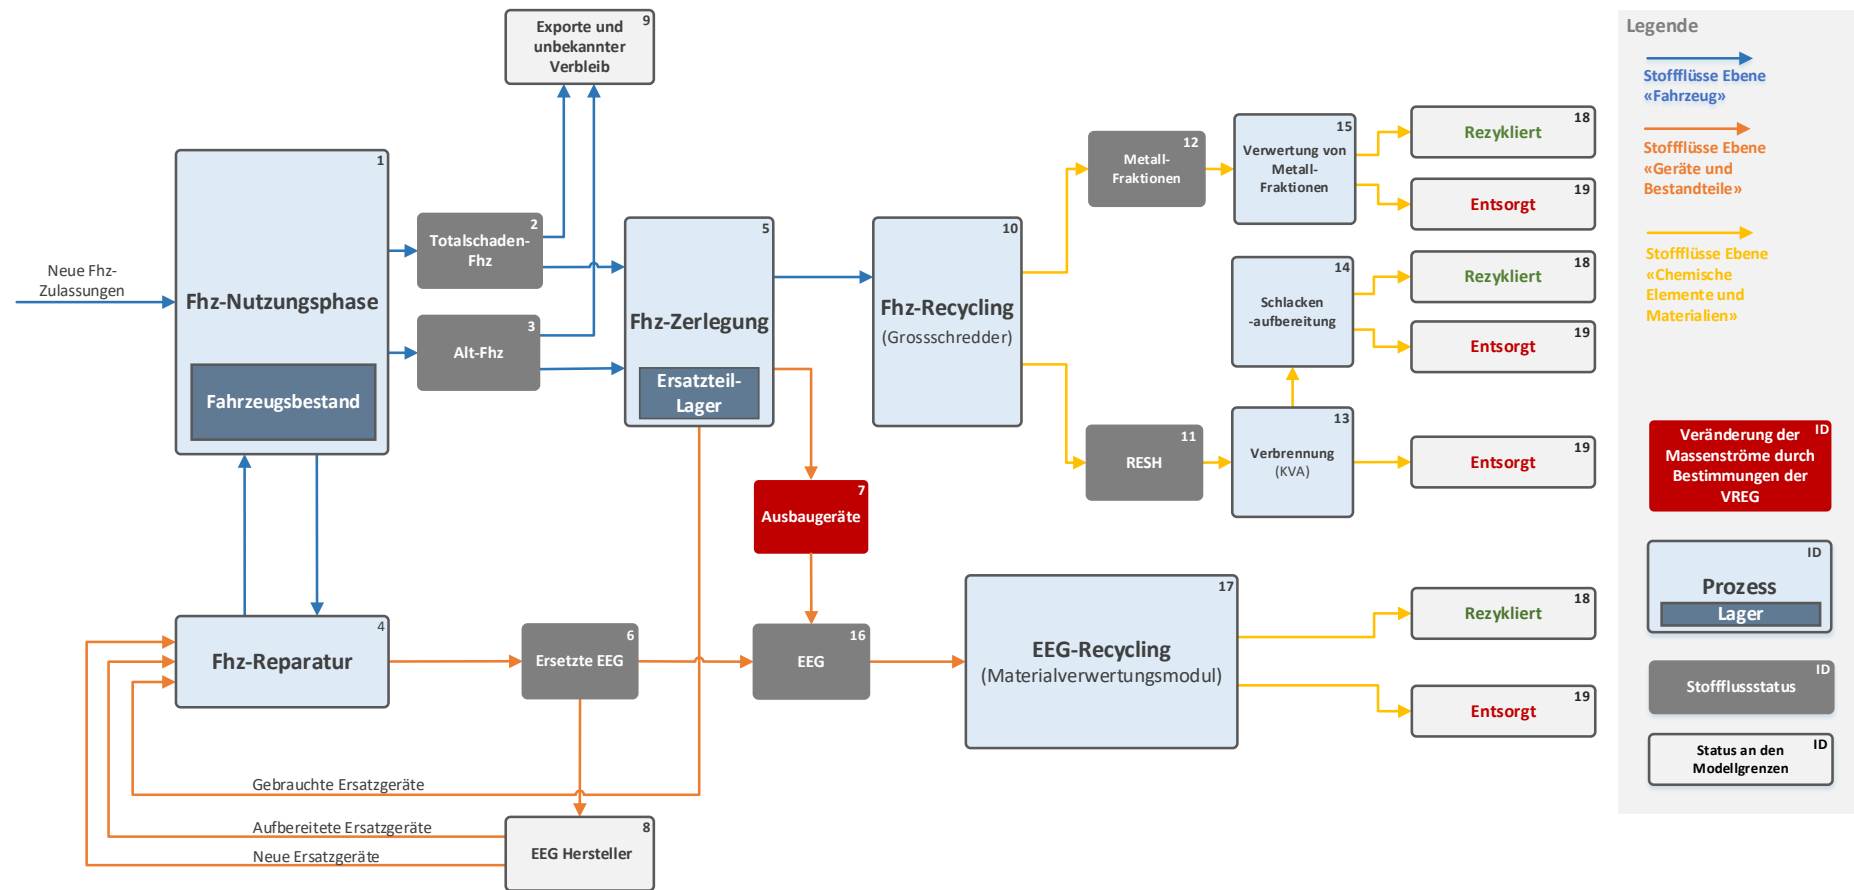 9
Exporte und
unbekannter
Verbleib
1
Fhz-Nutzungsphase
Fahrzeugsbestand
Neue Fhz-
Zulassungen
2
Totalschaden-
Fhz
3
Alt-Fhz
5
Fhz-Zerlegung
Ersatzteil-
Lager
10
Fhz-Recycling
(Grossschredder)
12
Metall-
Fraktionen
15
Verwertung von
Metall-
Fraktionen
18
Rezykliert
19
Entsorgt
14
Schlacken
-aufbereitung
18
Rezykliert
19
Entsorgt
11
RESH
13
Verbrennung
(KVA)
19
Entsorgt
7
Ausbaugeräte
4
Fhz-Reparatur
6
Ersetzte EEG
16
EEG
17
EEG-Recycling
(Materialverwertungsmodul)
18
Rezykliert
19
Entsorgt
Gebrauchte Ersatzgeräte
Aufbereitete Ersatzgeräte
Neue Ersatzgeräte
8
EEG Hersteller
Legende
Stoffflüsse Ebene
«Fahrzeug»
Stoffflüsse Ebene
«Geräte und
Bestandteile»
Stoffflüsse Ebene
«Chemische
Elemente und
Materialien»
ID
Veränderung der
Massenströme durch
Bestimmungen der
VREG
ID
Prozess
Lager
ID
Stoffflussstatus
ID
Status an den
Modellgrenzen